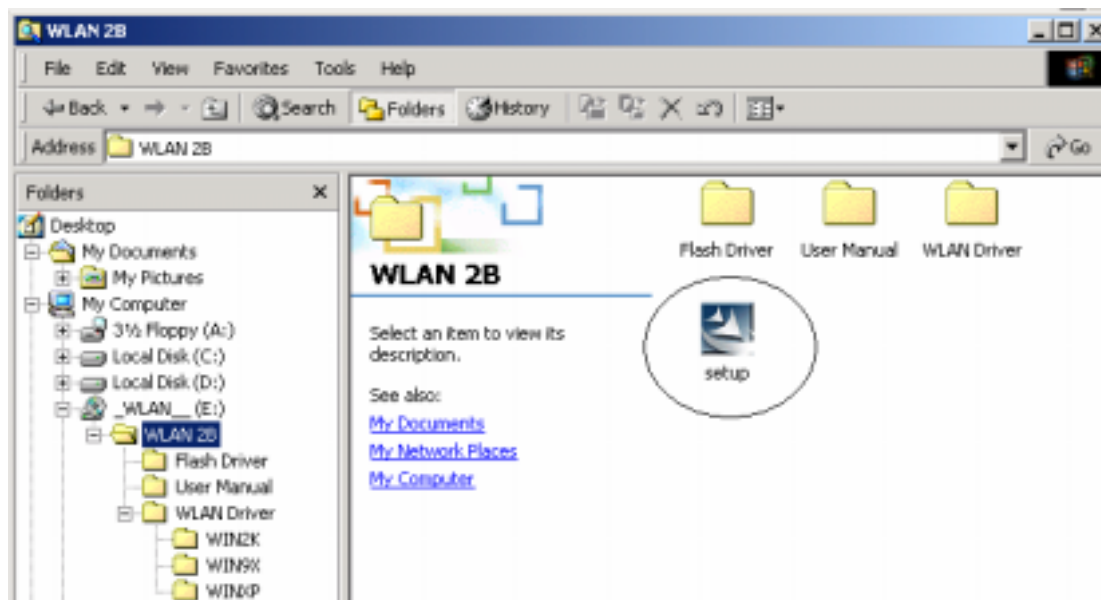 WLAN 2B
File Edit View Favorites Tools Help
Back Search Folders History
Address WLAN 2B Go
Folders
Desktop
My Documents
My Pictures
My Computer
3½ Floppy (A:)
Local Disk (C:)
Local Disk (D:)
_WLAN__ (E:)
WLAN 2B
Flash Driver
User Manual
WLAN Driver
WIN2K
WIN9X
WINXP
WLAN 2B
Select an item to view its
description.
See also:
My Documents
My Network Places
My Computer
Flash Driver User Manual WLAN Driver
setup